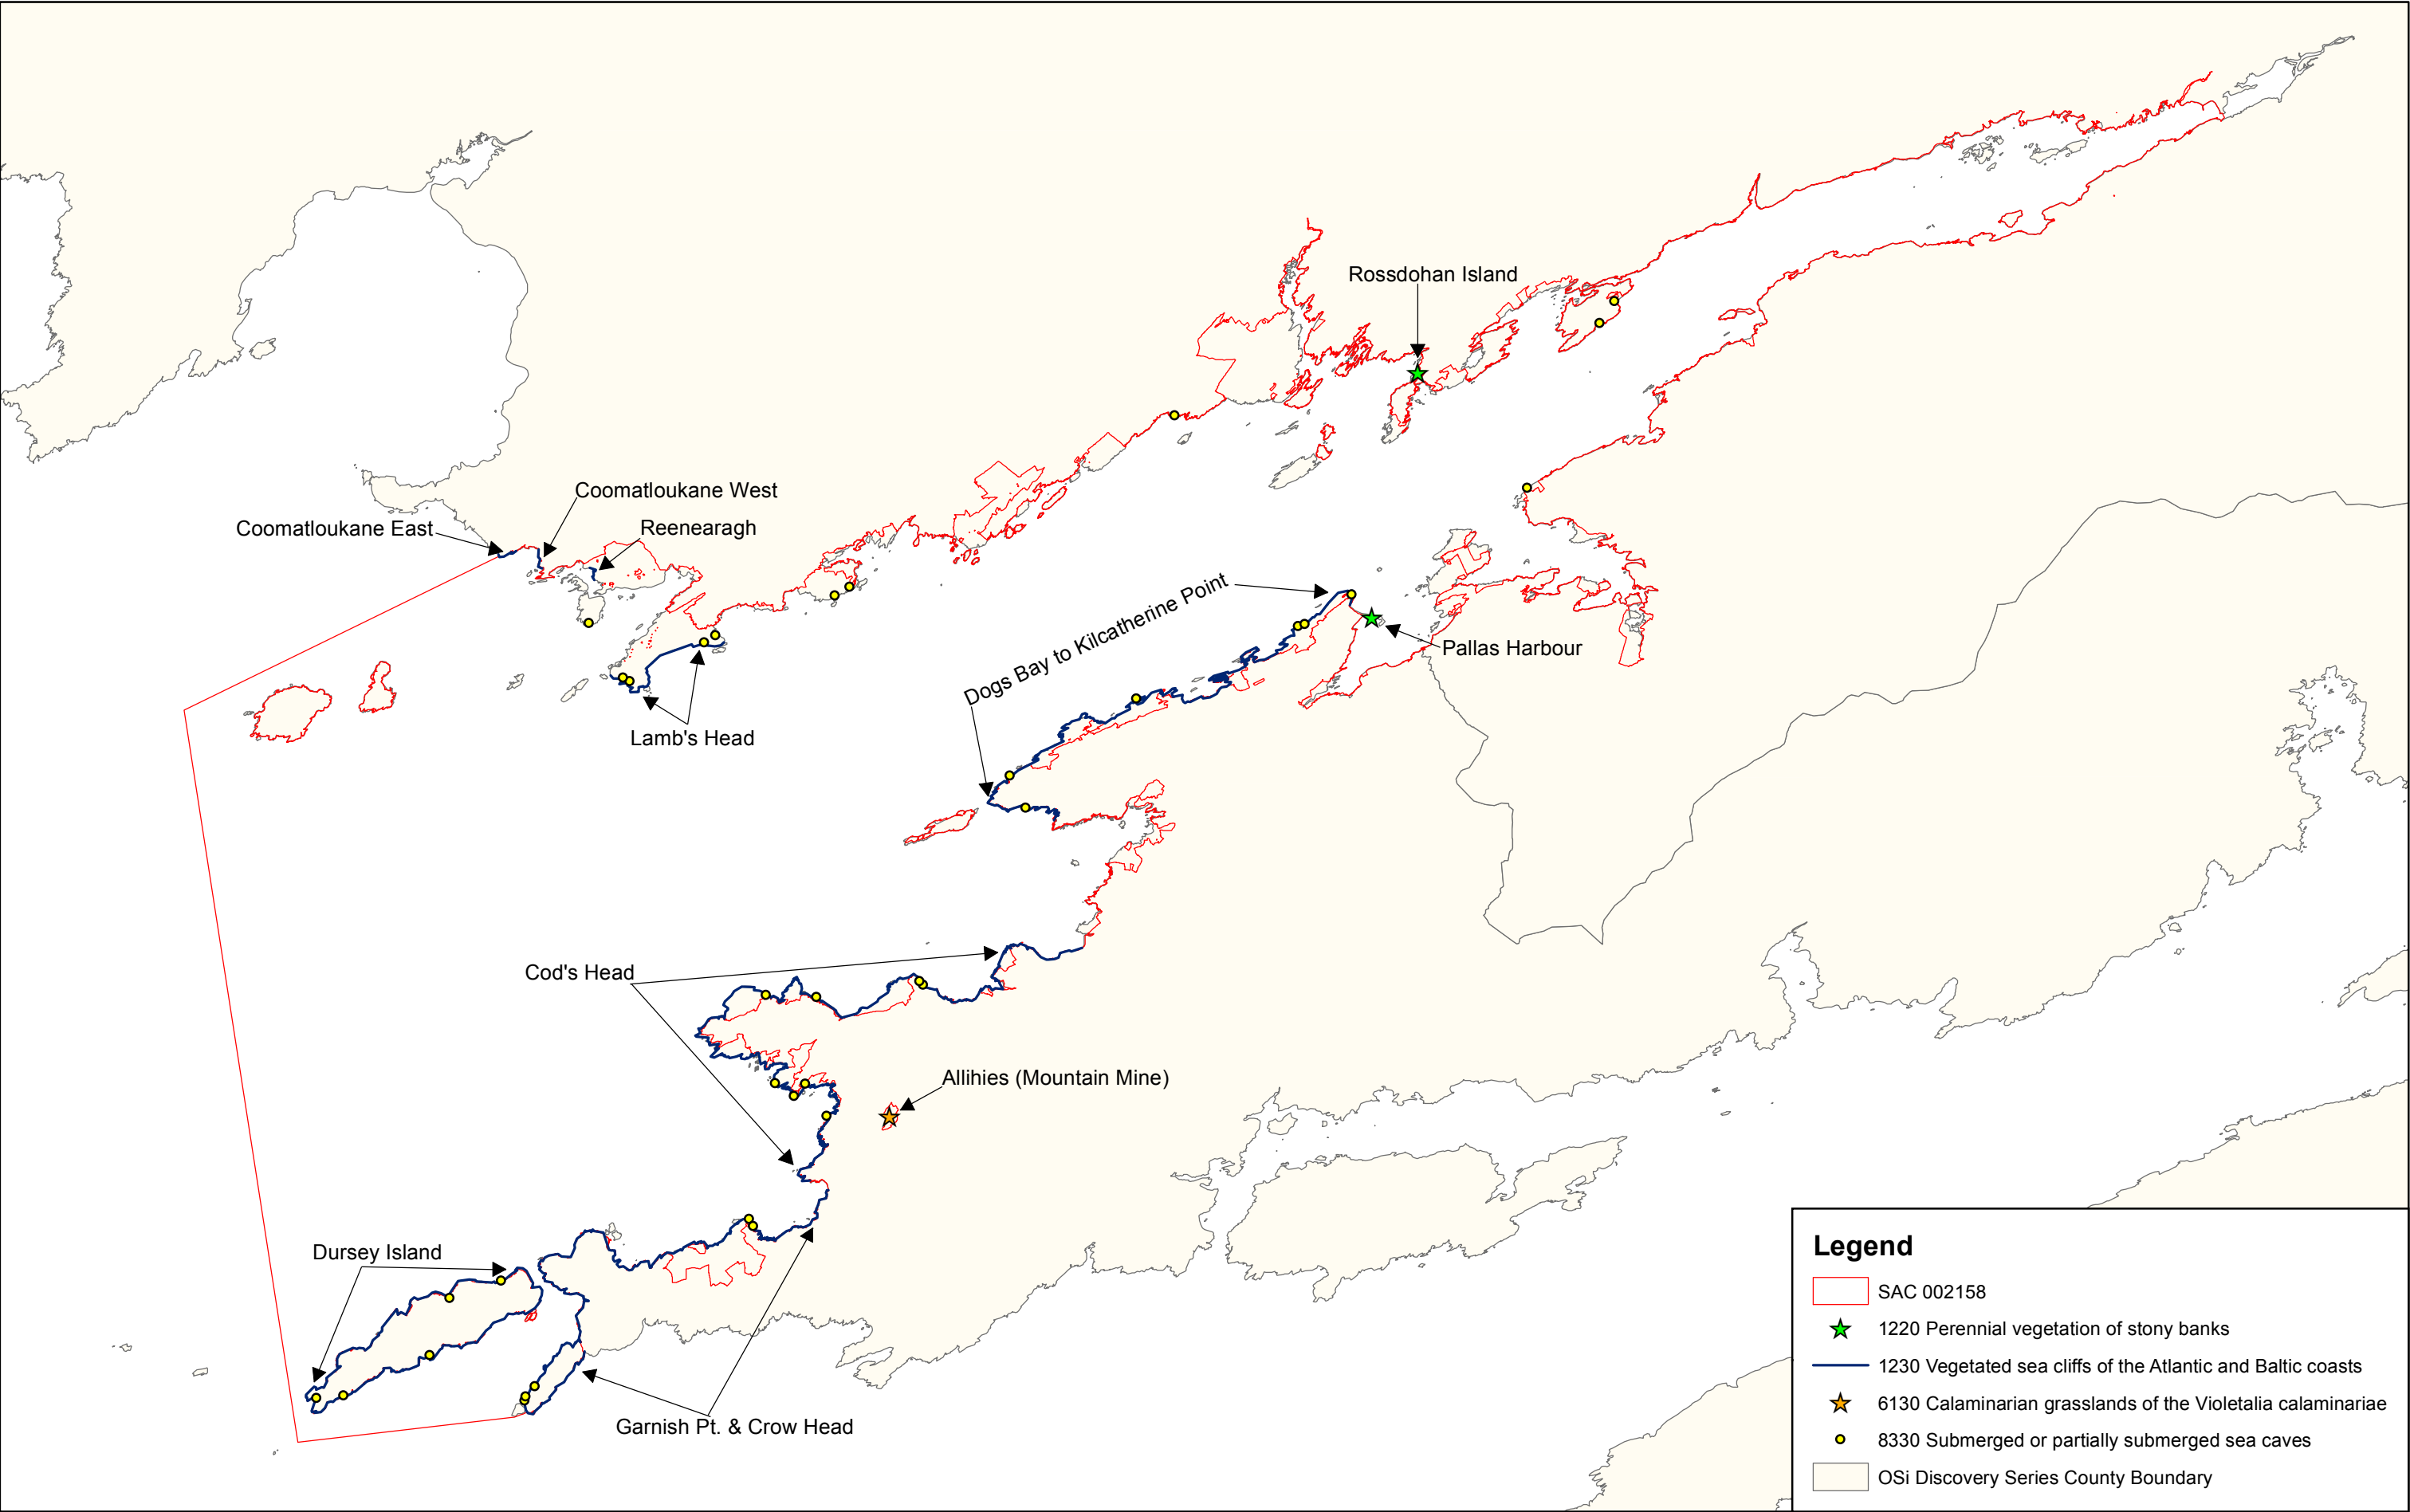 Rossdohan Island
Coomatloukane West
Coomatloukane East
Reenearagh
Dogs Bay to Kilcatherine Point
Pallas Harbour
Lamb's Head
Cod's Head
Allihies (Mountain Mine)
Dursey Island
Garnish Pt. & Crow Head
Legend
SAC 002158
1220 Perennial vegetation of stony banks
1230 Vegetated sea cliffs of the Atlantic and Baltic coasts
6130 Calaminarian grasslands of the Violetalia calaminariae
8330 Submerged or partially submerged sea caves
OSi Discovery Series County Boundary